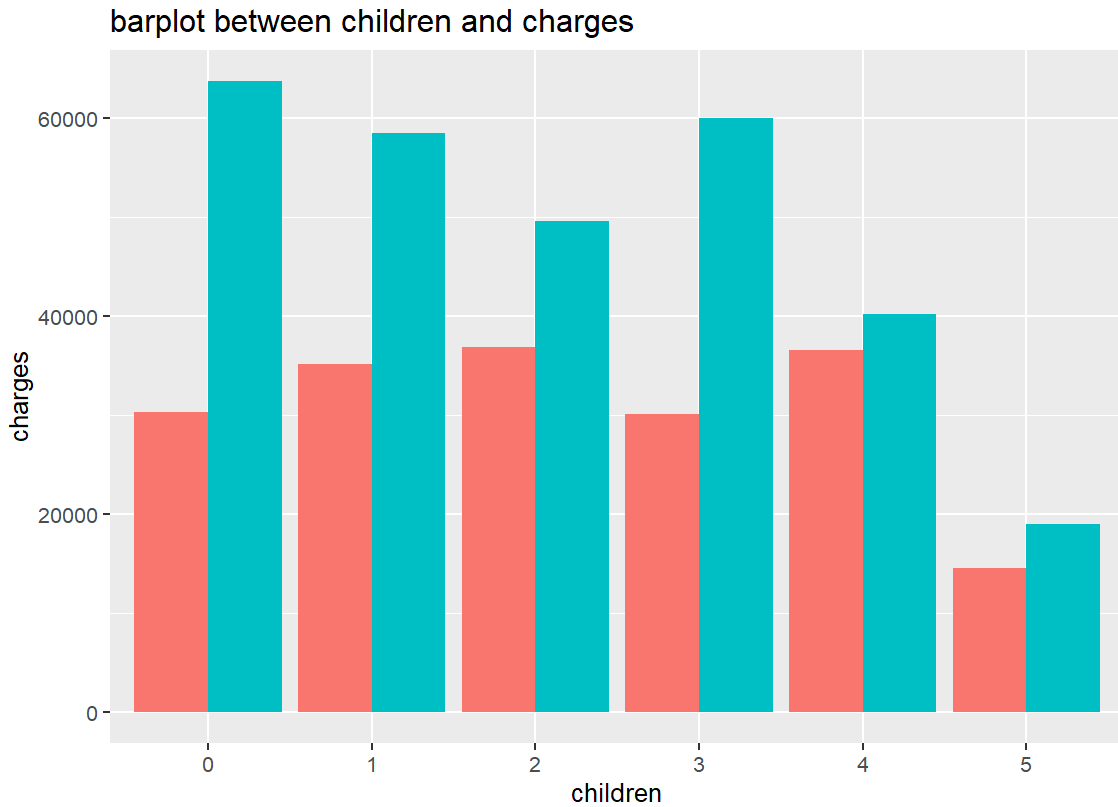 barplot between children and charges
60000
40000
20000
0
charges
0 1 2 3 4 5
children